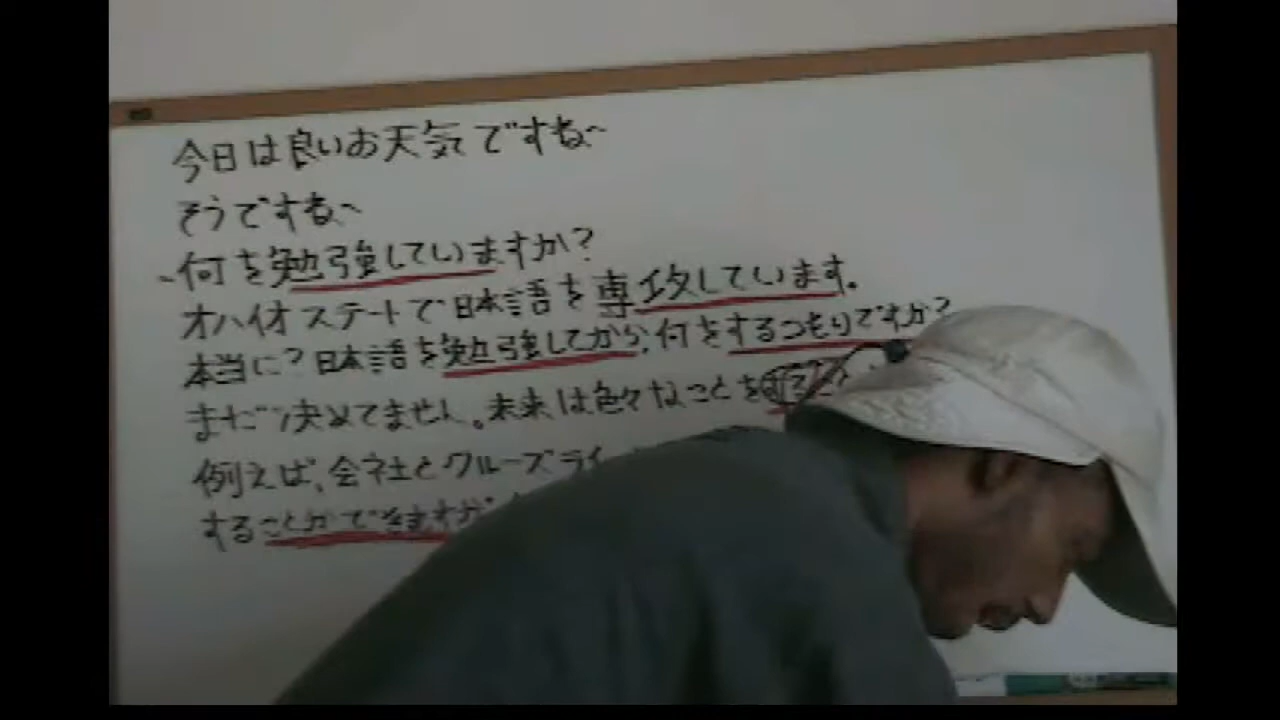 今日は良いお天気ですね~
そうですね~
何を勉強していますか?
オハイオステートで日本語を専攻しています。
本当に?日本語を勉強してから、何をするつもりですか?
まだ決めてません。未来は色々なことを
例えば、会社とクルーズライ
することができますが